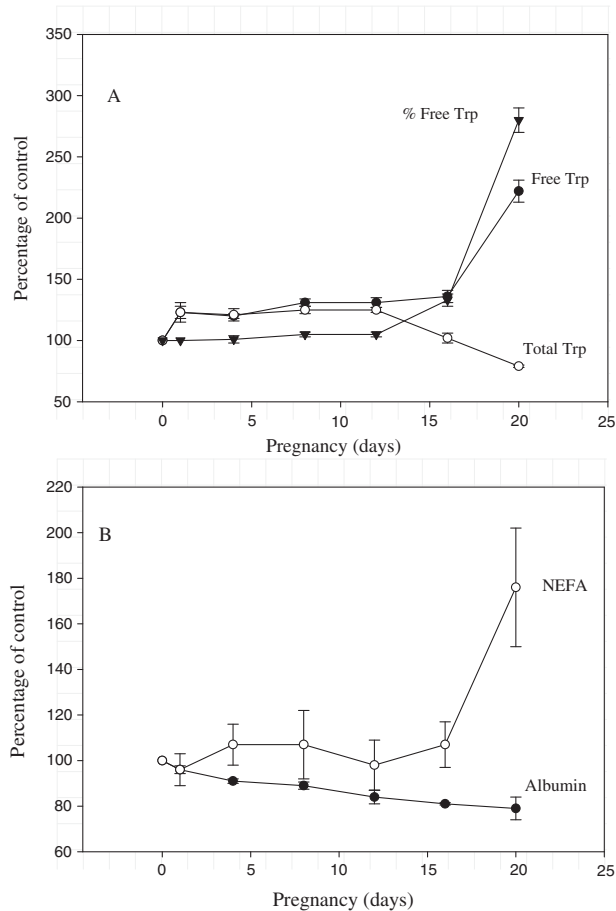 350
300
250
200
150
100
50
Percentage of control
A
% Free Trp
Free Trp
Total Trp
0 5 10 15 20 25
Pregnancy (days)
220
200
180
160
140
120
100
80
60
Percentage of control
B
NEFA
Albumin
0 5 10 15 20 25
Pregnancy (days)